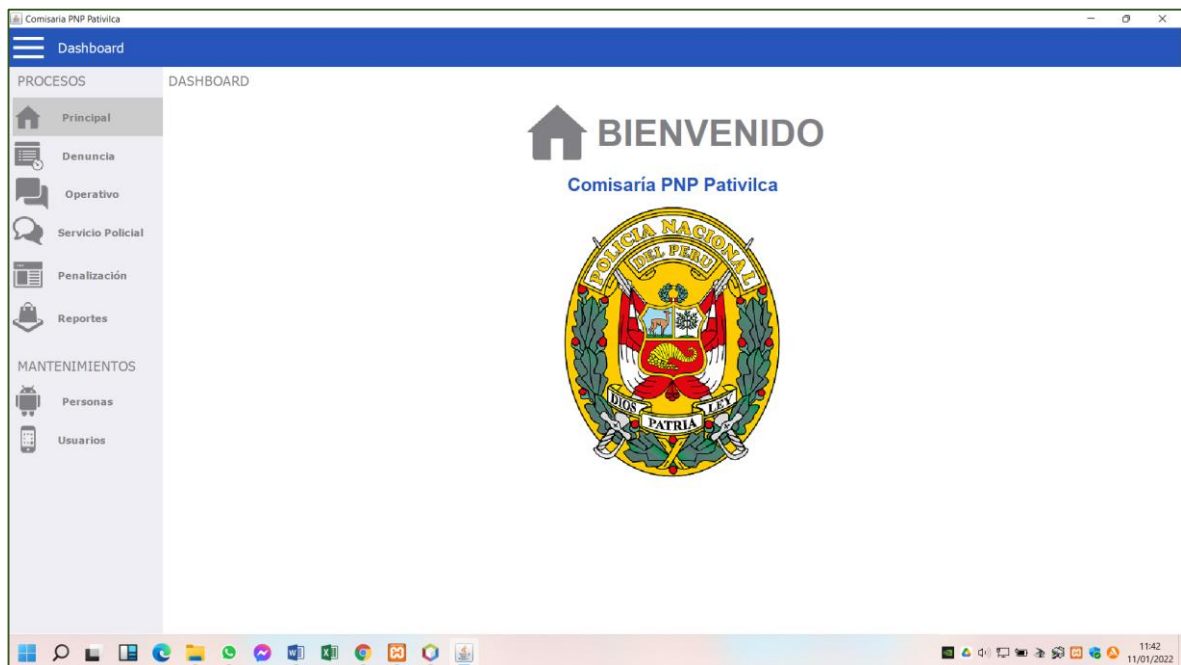 Comisaria PNP Pativilca
Dashboard
PROCESOS
Principal
Denuncia
Operativo
Servicio Policial
Penalización
Reportes
MANTENIMIENTOS
Personas
Usuarios
DASHBOARD
BIENVENIDO
Comisaría PNP Pativilca
POLICIA NACIONAL
DEL PERU
DIOS PATRIA LEY
11:42
11/01/2022